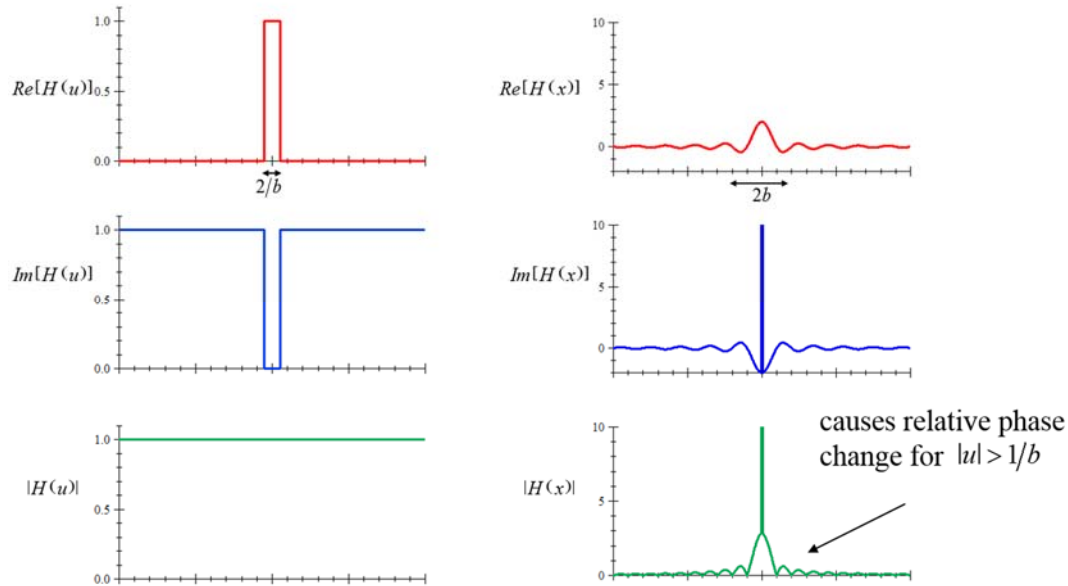 Re[H(u)]
1.0
0.5
0.0
2/b
Re[H(x)]
10
5
0
2b
Im[H(u)]
1.0
0.5
0.0
Im[H(x)]
10
5
0
|H(u)|
1.0
0.5
0.0
|H(x)|
10
5
0
causes relative phase
change for |u| > 1/b